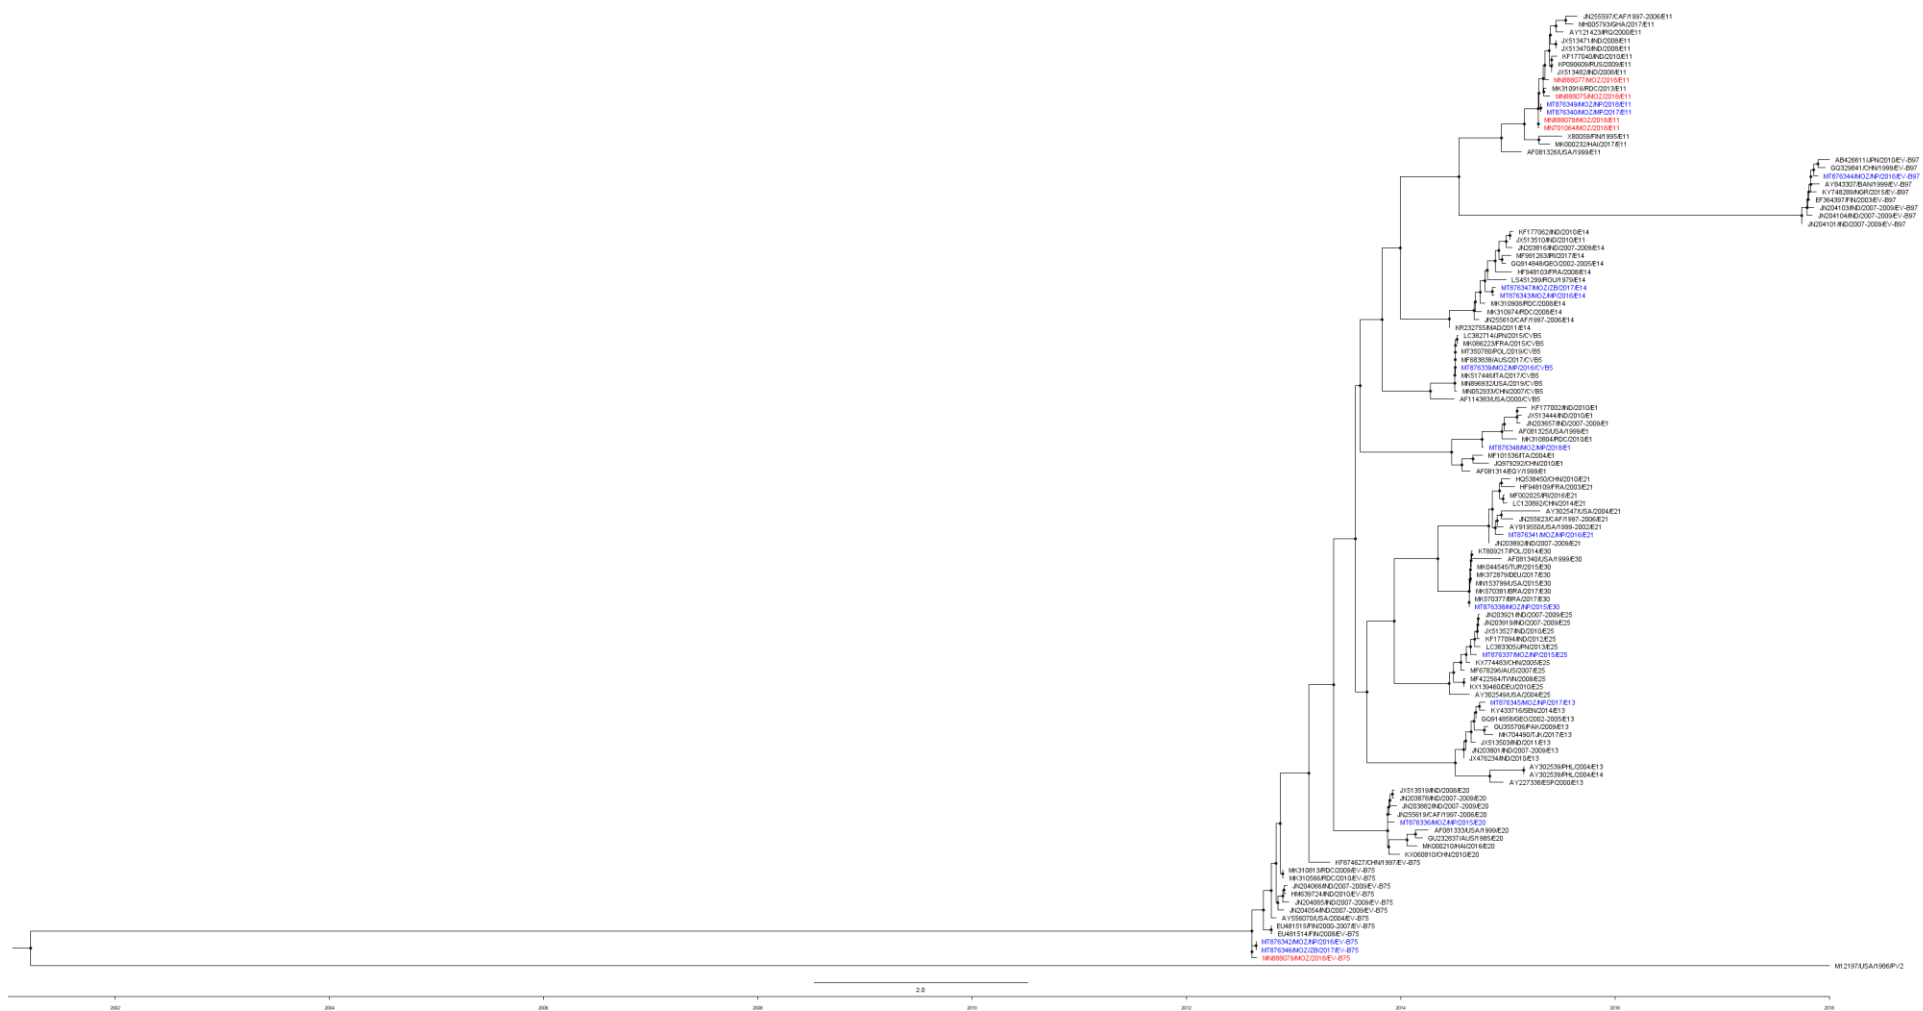 JN255597/CAF/1997-2006/E11
MH005793/GHA/2017/E11
AY121423/IRQ/2000/E11
JX513471/IND/2008/E11
JX513470/IND/2008/E11
KF177040/IND/2010/E11
KP090609/RUS/2009/E11
JX513482/IND/2008/E11
MN888077/MOZ/2018/E11
MK310916/RDC/2013/E11
MN888075/MOZ/2018/E11
MT876349/MOZ/NP/2018/E11
MT876340/MOZ/MP/2017/E11
MN888078/MOZ/2018/E11
MN701064/MOZ/2018/E11
X80059/FIN/1995/E11
MK000232/HAI/2017/E11
AF081326/USA/1999/E11
AB426611/JPN/2010/EV-B97
GQ329841/CHN/1999/EV-B97
MT876344/MOZ/NP/2016/EV-B97
AY843307/BAN/1999/EV-B97
KY748289/NGR/2015/EV-B97
EF364397/FIN/2003/EV-B97
JN204103/IND/2007-2009/EV-B97
JN204104/IND/2007-2009/EV-B97
JN204101/IND/2007-2009/EV-B97
KF177062/IND/2010/E14
JX513510/IND/2010/E11
JN203816/IND/2007-2009/E14
MF991263/IRI/2017/E14
GQ914848/GEO/2002-2005/E14
HF948103/FRA/2008/E14
LS451299/ROU/1979/E14
MT876347/MOZ/ZB/2017/E14
MT876343/MOZ/MP/2016/E14
MK310908/RDC/2008/E14
MK310974/RDC/2008/E14
JN255610/CAF/1997-2006/E14
KR232755/MAD/2011/E14
LC382714/JPN/2015/CVB5
MK086223/FRA/2015/CVB5
MT350780/POL/2019/CVB5
MF683838/AUS/2017/CVB5
MT876339/MOZ/MP/2016/CVB5
MK517446/ITA/2017/CVB5
MN896932/USA/2019/CVB5
MN052933/CHN/2007/CVB5
AF114383/USA/2000/CVB5
KF177002/IND/2010/E1
JX513444/IND/2010/E1
JN203657/IND/2007-2009/E1
AF081325/USA/1999/E1
MK310804/RDC/2010/E1
MT876348/MOZ/MP/2018/E1
MF101536/ITA/2004/E1
JQ979292/CHN/2010/E1
AF081314/EGY/1999/E1
HQ538450/CHN/2010/E21
HF948109/FRA/2003/E21
MF002025/IRI/2016/E21
LC120892/CHN/2014/E21
AY302547/USA/2004/E21
JN255623/CAF/1997-2006/E21
AY919550/USA/1999-2002/E21
MT876341/MOZ/MP/2016/E21
JN203892/IND/2007-2009/E21
KT809217/POL/2014/E30
AF081340/USA/1999/E30
MK044545/TUR/2015/E30
MK372879/DEU/2017/E30
MN153799/USA/2015/E30
MK570381/BRA/2017/E30
MK570377/BRA/2017/E30
MT876338/MOZ/NP/2015/E30
JN203921/IND/2007-2009/E25
JN203919/IND/2007-2009/E25
JX513527/IND/2010/E25
KF177094/IND/2012/E25
LC383305/JPN/2013/E25
MT876337/MOZ/NP/2015/E25
KX774483/CHN/2005/E25
MF678296/AUS/2007/E25
MF422564/TWN/2008/E25
KX139460/DEU/2010/E25
AY302549/USA/2004/E25
MT876345/MOZ/NP/2017/E13
KY433716/SEN/2014/E13
GQ914858/GEO/2002-2005/E13
GU355706/PAK/2009/E13
MK704490/TJK/2017/E13
JX513503/IND/2011/E13
JN203801/IND/2007-2009/E13
JX476234/IND/2010/E13
AY302539/PHL/2004/E13
AY302539/PHL/2004/E14
AY227338/ESP/2000/E13
JX513519/IND/2008/E20
JN203878/IND/2007-2009/E20
JN203882/IND/2007-2009/E20
JN255619/CAF/1997-2006/E20
MT876336/MOZ/MP/2015/E20
AF081333/USA/1999/E20
GU232837/AUS/1985/E20
MK000210/HAI/2016/E20
KX060810/CHN/2010/E20
KF874627/CHN/1997/EV-B75
MK310813/RDC/2009/EV-B75
MK310586/RDC/2010/EV-B75
JN204066/IND/2007-2009/EV-B75
HM639724/IND/2010/EV-B75
JN204065/IND/2007-2009/EV-B75
JN204054/IND/2007-2009/EV-B75
AY556070/USA/2004/EV-B75
EU481515/FIN/2000-2007/EV-B75
EU481514/FIN/2008/EV-B75
MT876342/MOZ/NP/2016/EV-B75
MT876346/MOZ/ZB/2017/EV-B75
MN888079/MOZ/2018/EV-B75
M12197/USA/1986/PV2
2.0
2002 2004 2006 2008 2010 2012 2014 2016 2018